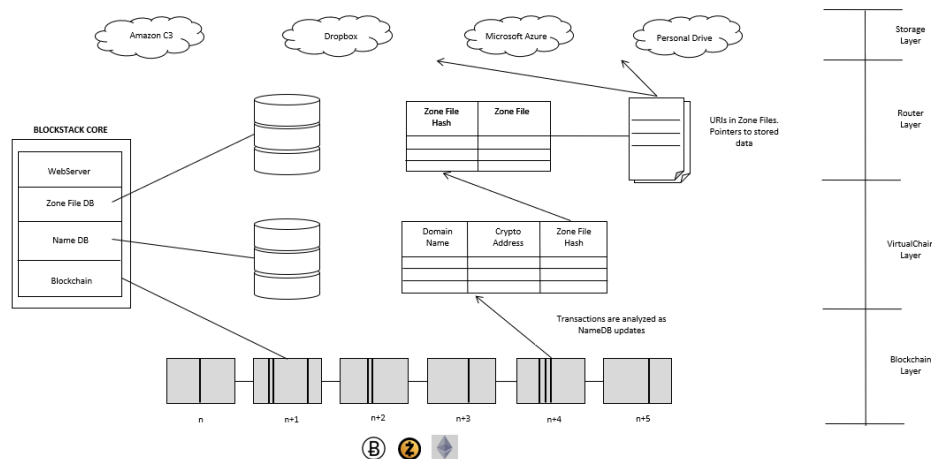 Amazon C3
Dropbox
Microsoft Azure
Personal Drive
Storage
Layer
Zone File
Hash
Zone File
URIs in Zone Files.
Pointers to stored
data
Router
Layer
BLOCKSTACK CORE
WebServer
Zone File DB
Name DB
Blockchain
Domain
Name
Crypto
Address
Zone File
Hash
VirtualChain
Layer
Transactions are analyzed as
NameDB updates
Blockchain
Layer
n
n+1
n+2
n+3
n+4
n+5